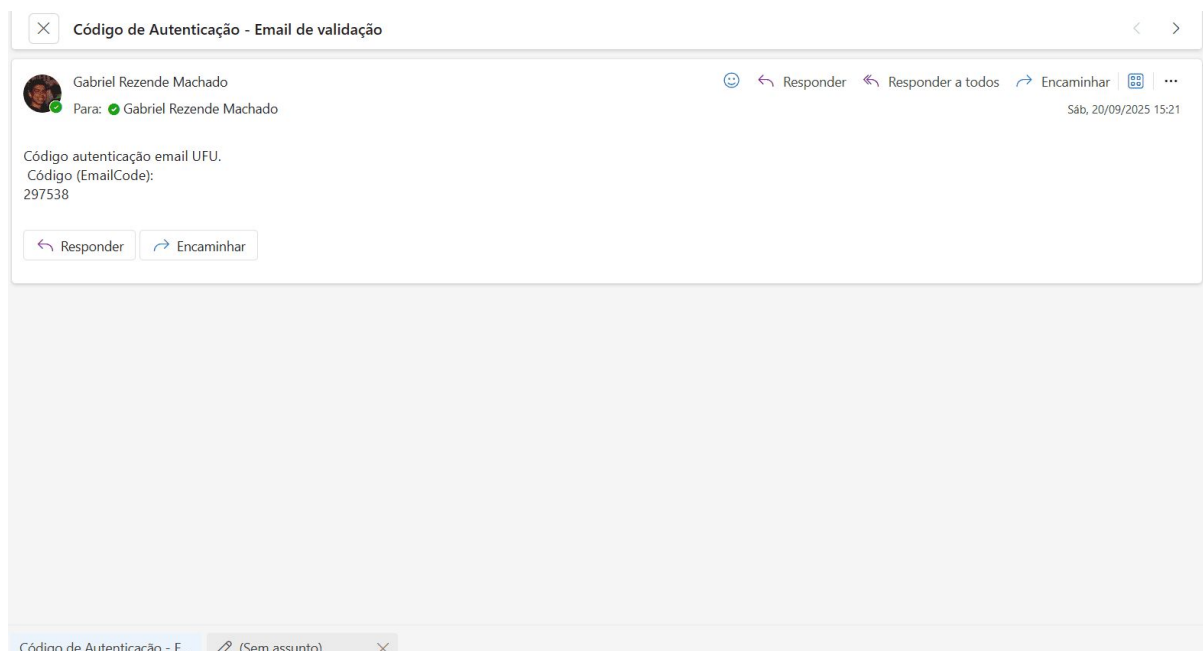 Código de Autenticação - Email de validação
Gabriel Rezende Machado
Responder
Responder a todos
Encaminhar
Para: Gabriel Rezende Machado
Sáb, 20/09/2025 15:21
Código autenticação email UFU.
Código (EmailCode):
297538
Responder
Encaminhar
Código de Autenticação - E...
(Sem assunto)